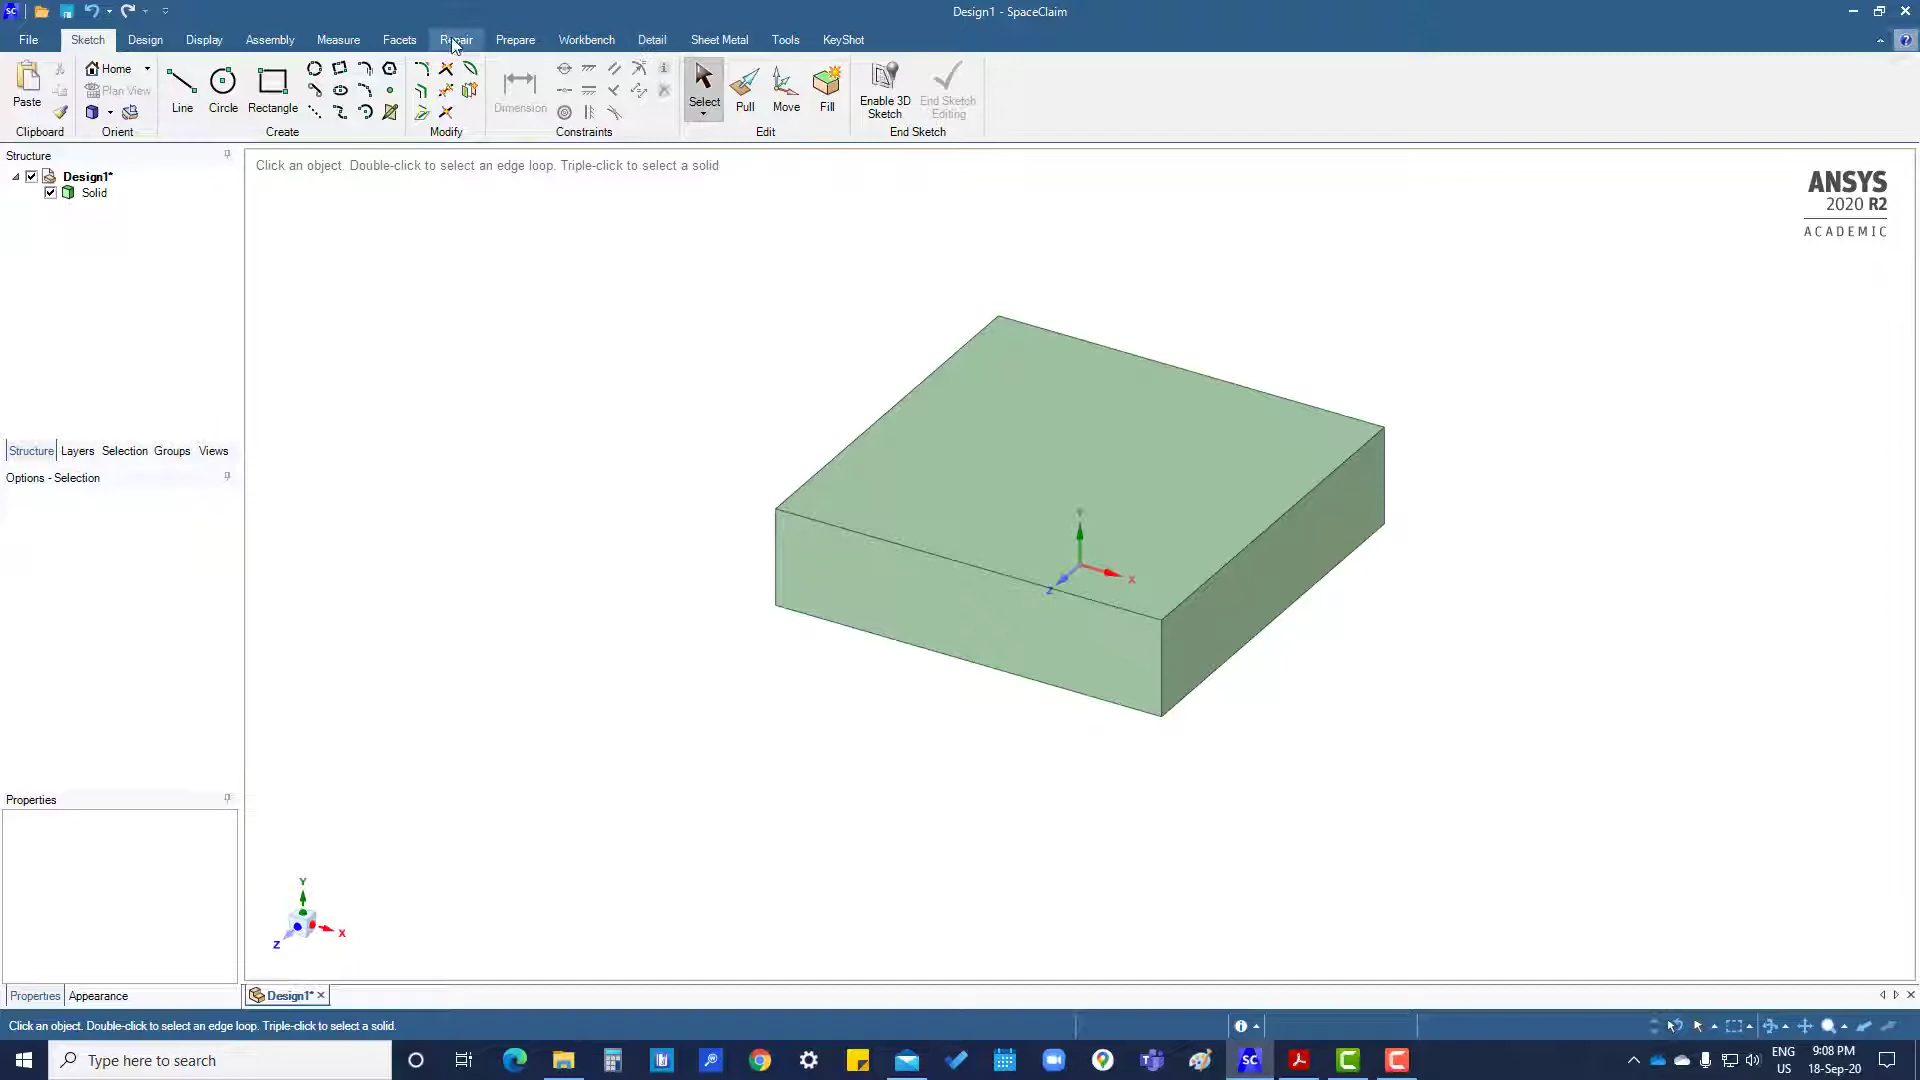 Design1 - SpaceClaim
File Sketch Design Display Assembly Measure Facets Repair Prepare Workbench Detail Sheet Metal Tools KeyShot
Paste Home Plan View Line Circle Rectangle Dimension Select Pull Move Fill Enable 3D Sketch End Sketch Editing
Clipboard Orient Create Modify Constraints Edit End Sketch
Structure
Click an object. Double-click to select an edge loop. Triple-click to select a solid
Design1*
Solid
ANSYS
2020 R2
ACADEMIC
Structure Layers Selection Groups Views
Options - Selection
Y
X
Z
Properties
Y
X
Z
Properties Appearance
Design1*
Click an object. Double-click to select an edge loop. Triple-click to select a solid.
Type here to search
SC
ENG
US
9:08 PM
18-Sep-20